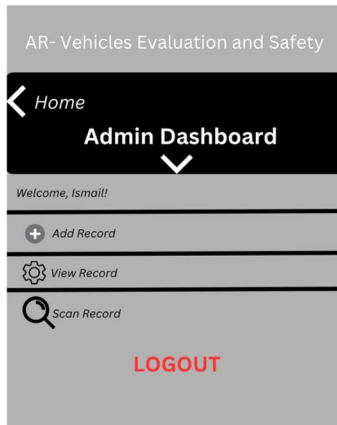 AR- Vehicles Evaluation and Safety
Home
Admin Dashboard
Welcome, Ismail!
Add Record
View Record
Scan Record
LOGOUT